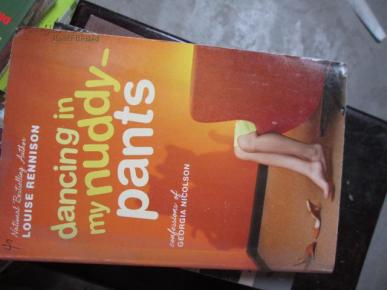 National Bestselling Author
LOUISE RENNISON
dancing in
my nuddy-
pants
confessions of
GEORGIA NICOLSON